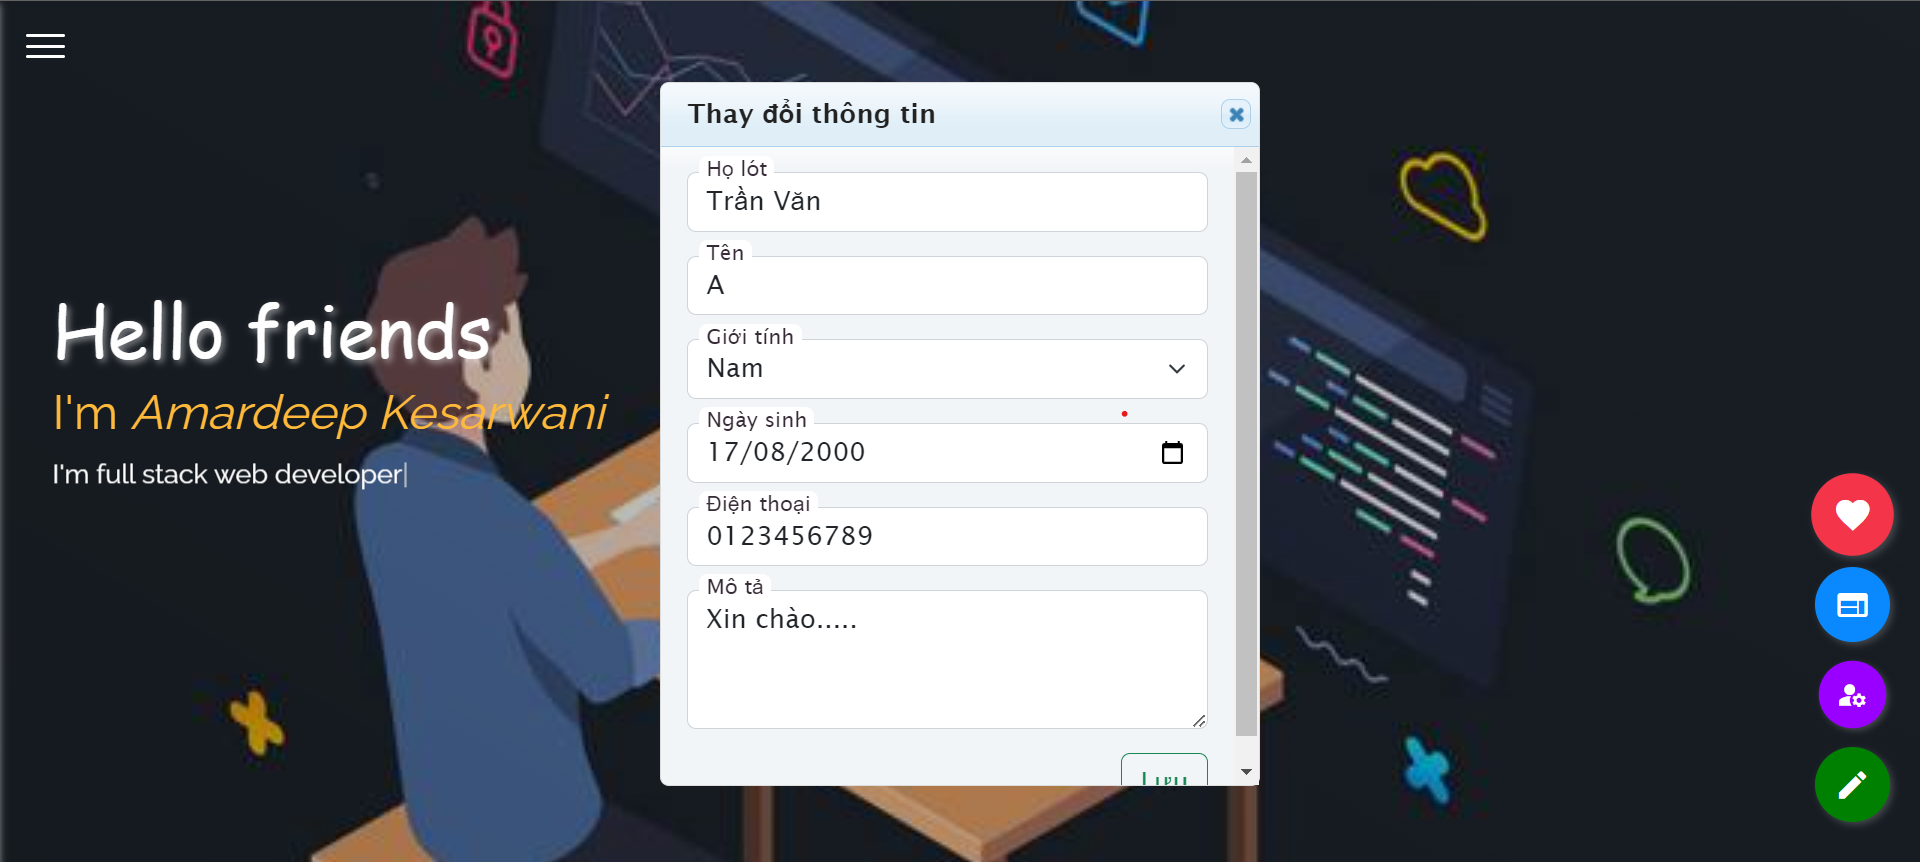 Thay đổi thông tin
Họ lót
Trần Văn
Tên
A
Giới tính
Nam
Ngày sinh
17/08/2000
Điện thoại
0123456789
Mô tả
Xin chào.....
Lưu
Hello friends
I'm Amardeep Kesarwani
I'm full stack web developer|